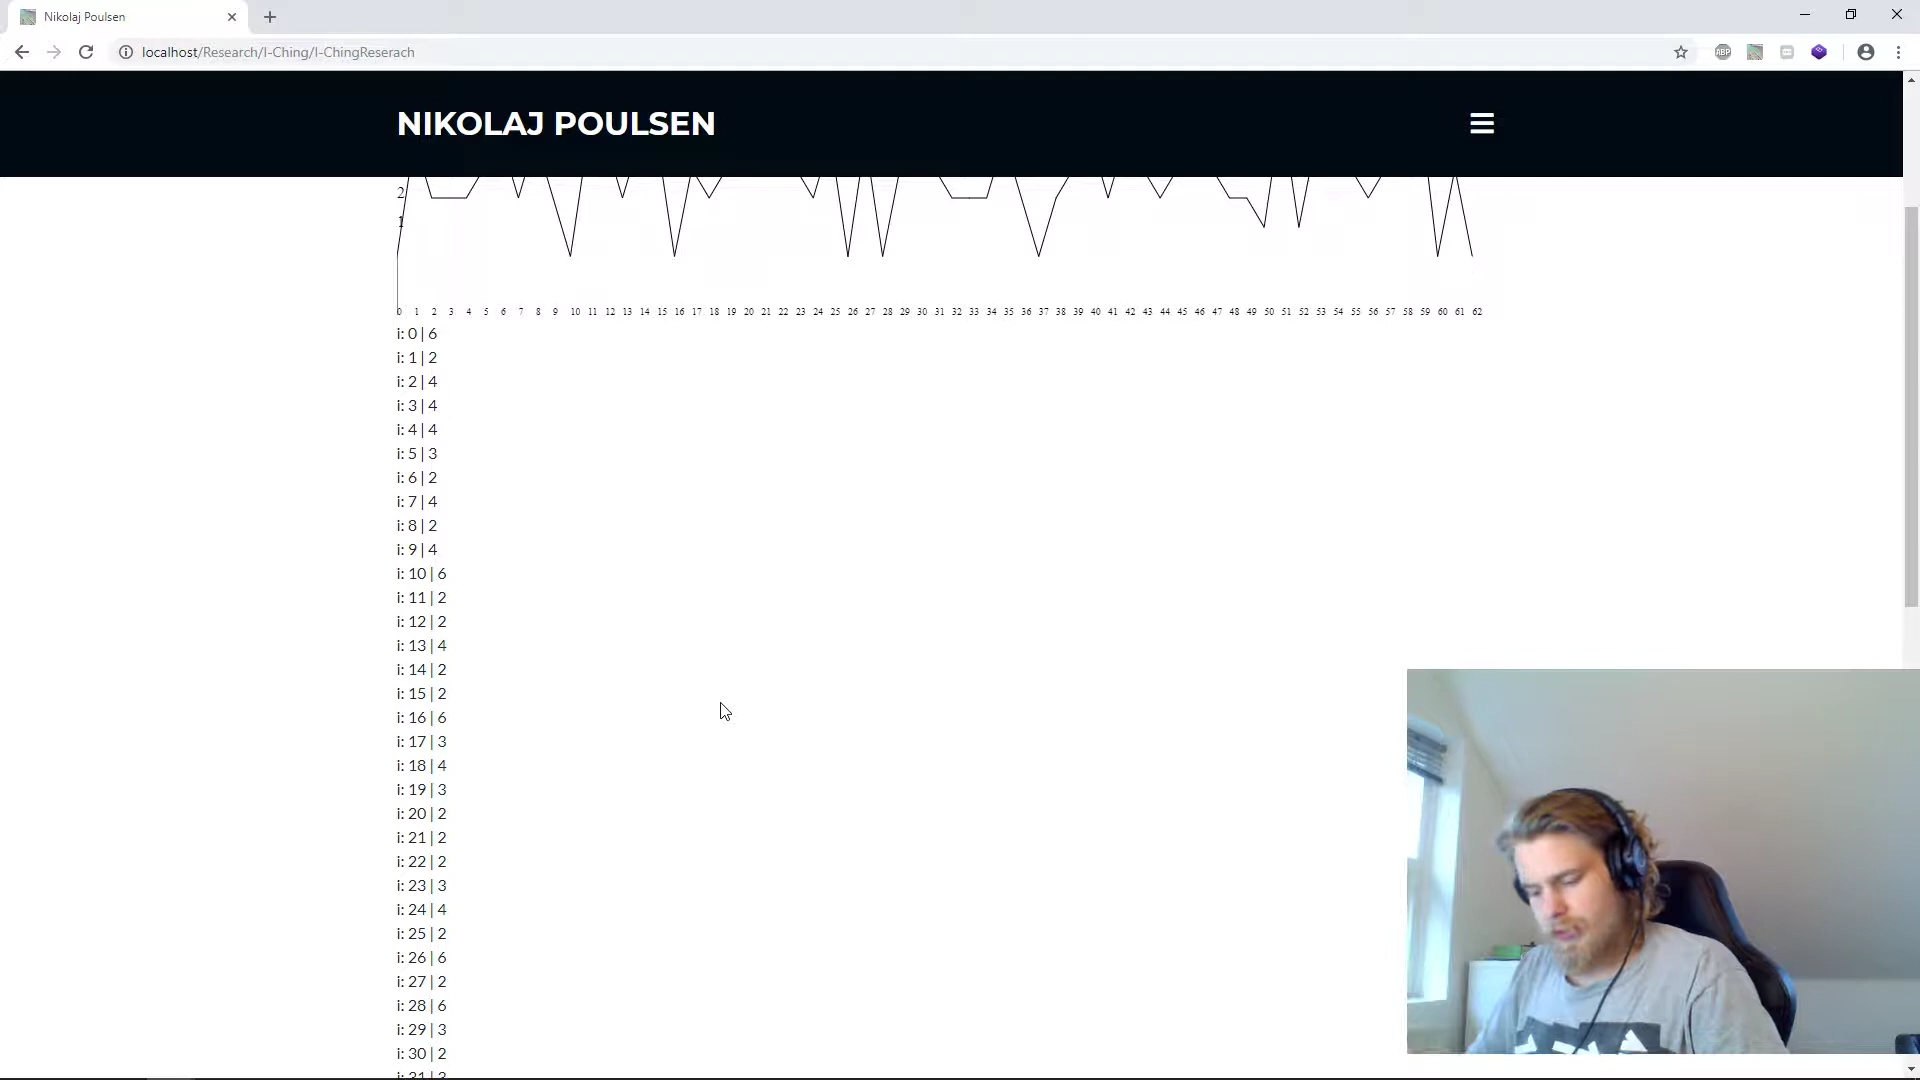 Nikolaj Poulsen
localhost/Research/I-Ching/I-ChingReserach
ABP
NIKOLAJ POULSEN
2
1
0 1 2 3 4 5 6 7 8 9 10 11 12 13 14 15 16 17 18 19 20 21 22 23 24 25 26 27 28 29 30 31 32 33 34 35 36 37 38 39 40 41 42 43 44 45 46 47 48 49 50 51 52 53 54 55 56 57 58 59 60 61 62
i: 0 | 6
i: 1 | 2
i: 2 | 4
i: 3 | 4
i: 4 | 4
i: 5 | 3
i: 6 | 2
i: 7 | 4
i: 8 | 2
i: 9 | 4
i: 10 | 6
i: 11 | 2
i: 12 | 2
i: 13 | 4
i: 14 | 2
i: 15 | 2
i: 16 | 6
i: 17 | 3
i: 18 | 4
i: 19 | 3
i: 20 | 2
i: 21 | 2
i: 22 | 2
i: 23 | 3
i: 24 | 4
i: 25 | 2
i: 26 | 6
i: 27 | 2
i: 28 | 6
i: 29 | 3
i: 30 | 2